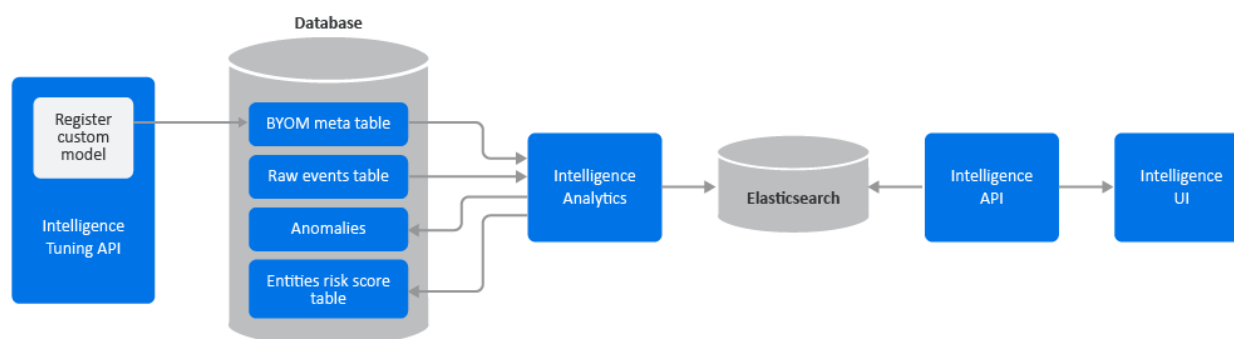 Database
Register
custom
model
Intelligence
Tuning API
BYOM meta table
Raw events table
Anomalies
Entities risk score
table
Intelligence
Analytics
Elasticsearch
Intelligence
API
Intelligence
UI